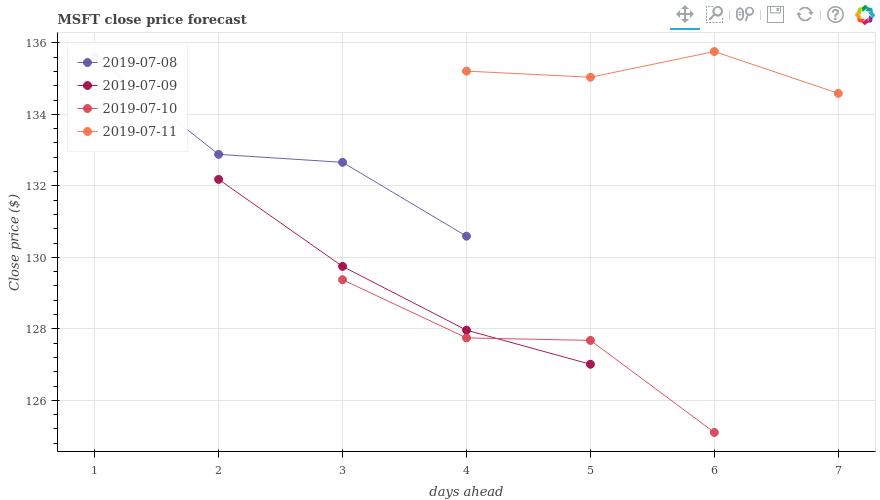 MSFT close price forecast
136
134
132
130
128
126
Close price ($)
2019-07-08
2019-07-09
2019-07-10
2019-07-11
1 2 3 4 5 6 7
days ahead